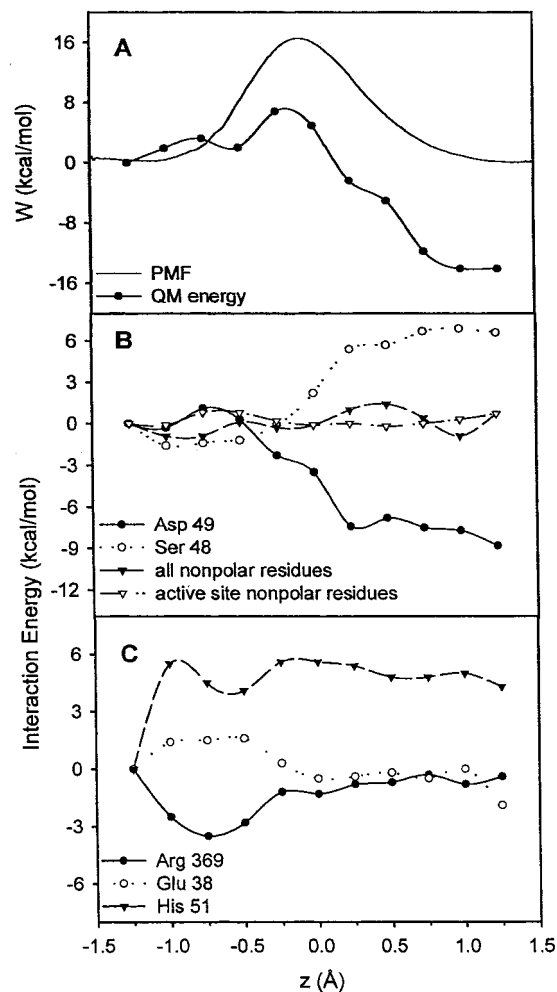 A
16
8
0
-8
-16
W (kcal/mol)
PMF
QM energy
B
6
3
0
-3
-6
-9
-12
Asp 49
Ser 48
all nonpolar residues
active site nonpolar residues
Interaction Energy (kcal/mol)
C
6
3
0
-3
-6
Arg 369
Glu 38
His 51
-1.5 -1.0 -0.5 0.0 0.5 1.0 1.5
z (Å)